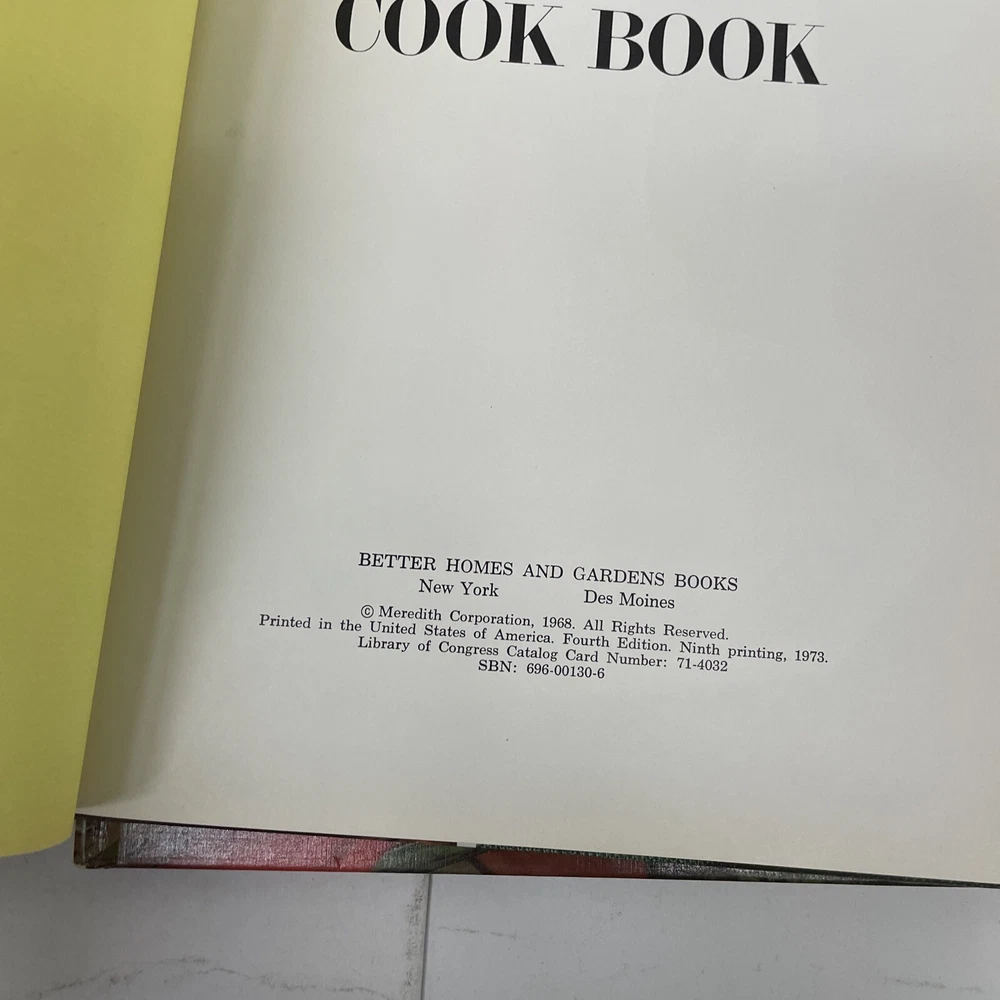 COOK BOOK
BETTER HOMES AND GARDENS BOOKS
New York Des Moines
© Meredith Corporation, 1968. All Rights Reserved.
Printed in the United States of America. Fourth Edition. Ninth printing, 1973.
Library of Congress Catalog Card Number: 71-4032
SBN: 696-00130-6